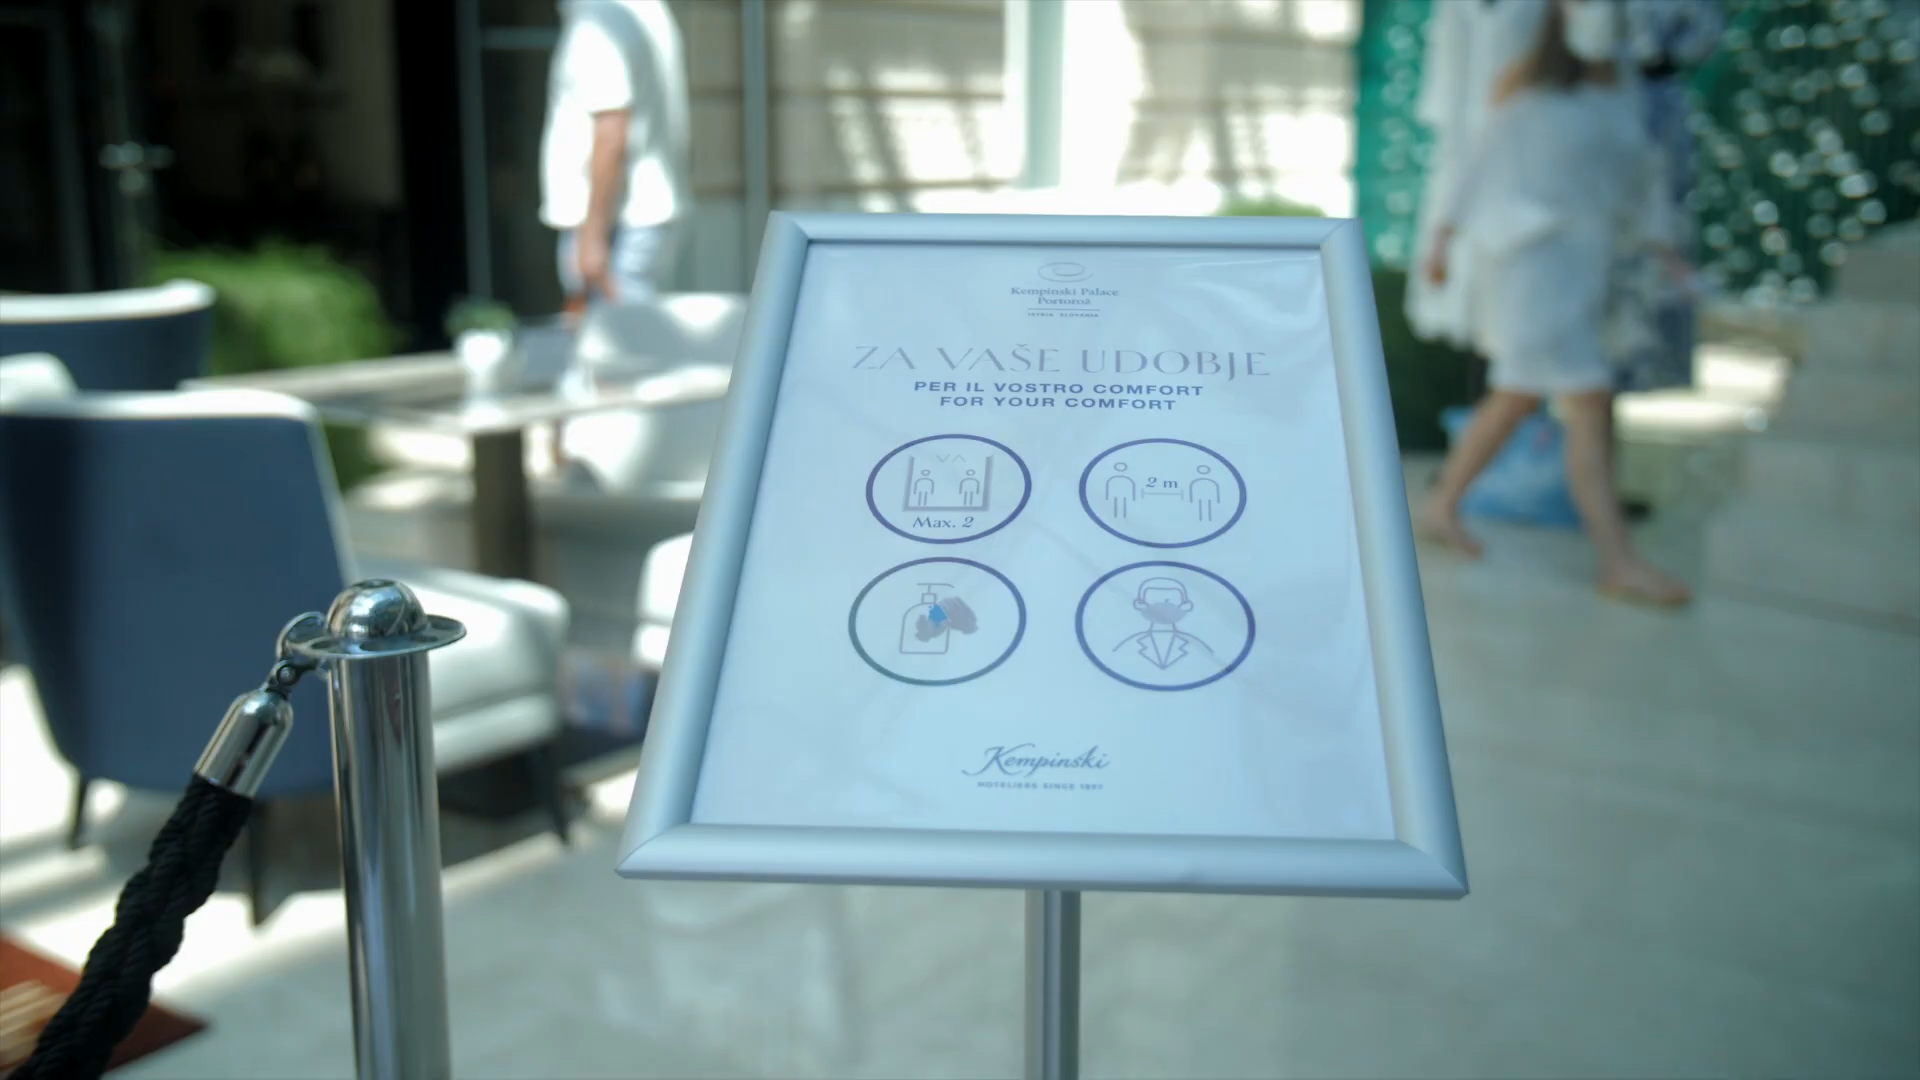 Kempinski Palace
Portorož
ISTRIA SLOVENIA
ZA VAŠE UDOBJE
PER IL VOSTRO COMFORT
FOR YOUR COMFORT
Max. 2
2 m
Kempinski
HOTELIERS SINCE 1897